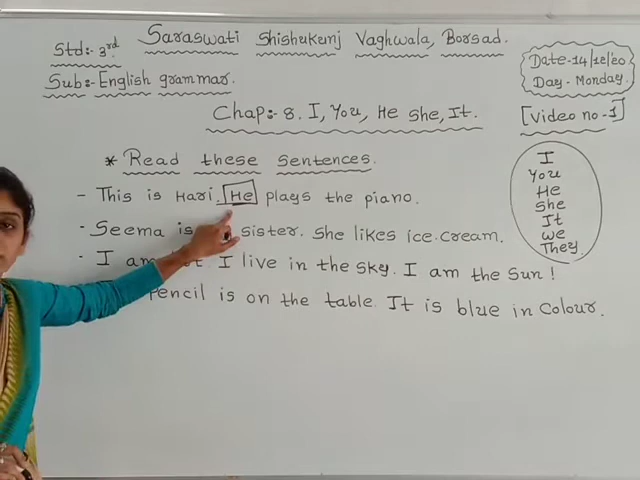 Saraswati Shishukunj Vaghwala, Borsad.
Std:- 3rd
Sub:- English grammar.
Date-14/12/20
Day- Monday.
Chap:- 8. I, You, He She, It.
[Video no-1]
* Read these sentences.
- This is Hari. He plays the piano.
- Seema is sister. She likes ice-cream.
- I am I live in the sky. I am the Sun!
- Pencil is on the table. It is blue in colour.
I
You
He
She
It
We
They